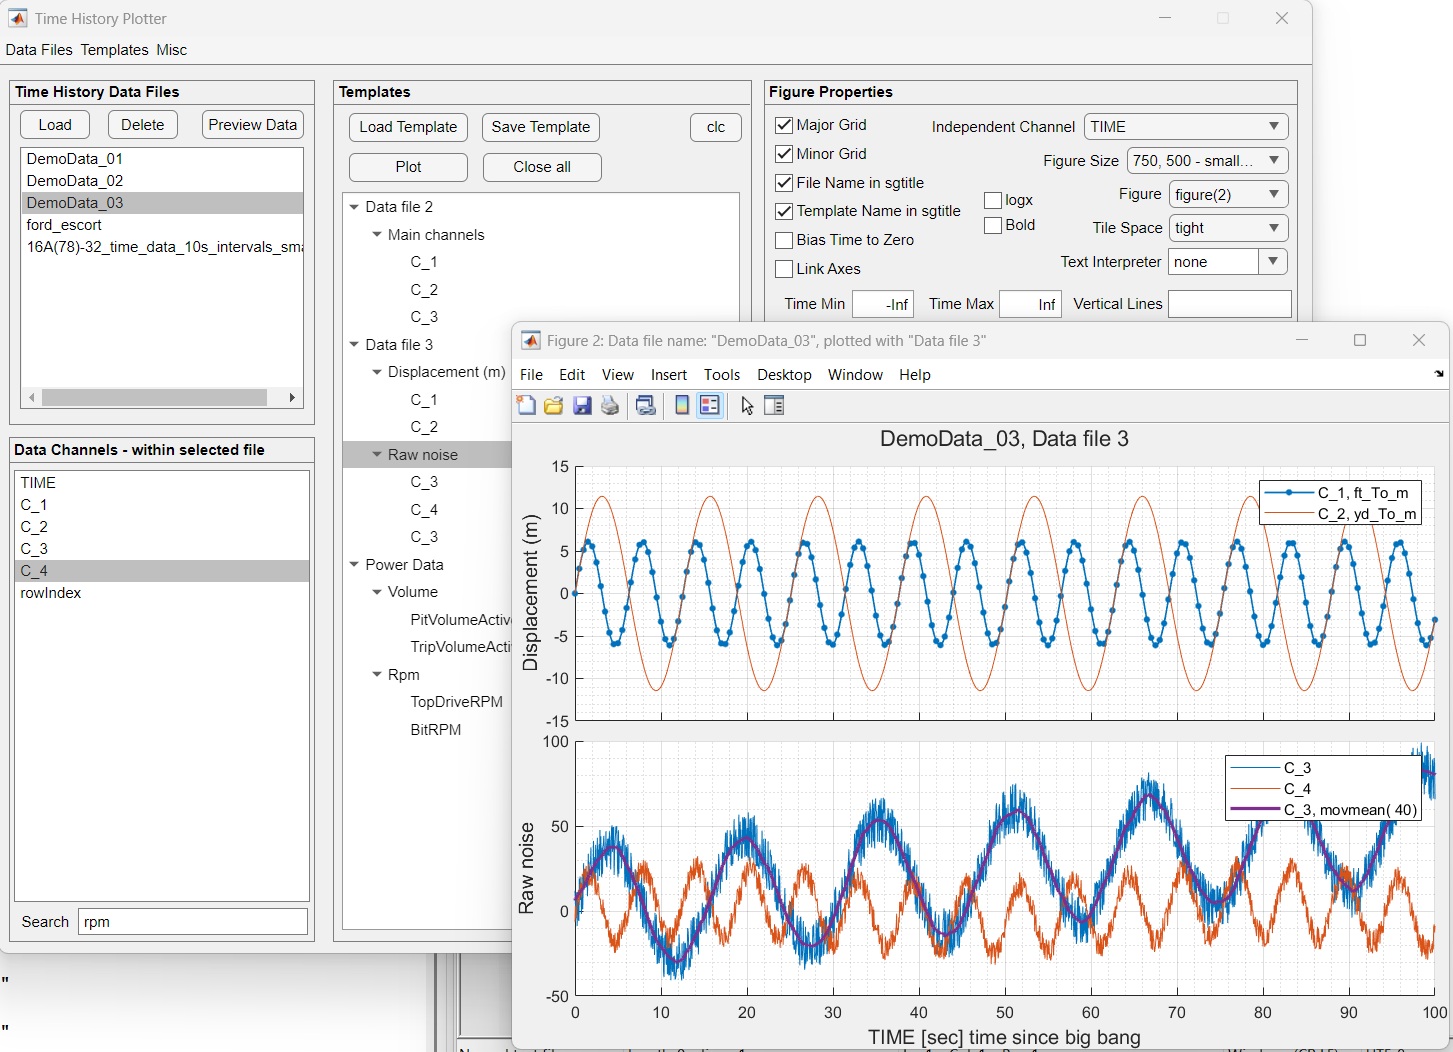 Time History Plotter
Data Files Templates Misc
Time History Data Files
Load Delete Preview Data
DemoData_01
DemoData_02
DemoData_03
ford_escort
16A(78)-32_time_data_10s_intervals_sma
Data Channels - within selected file
TIME
C_1
C_2
C_3
C_4
rowIndex
Search rpm
"
"
Templates
Load Template Save Template clc
Plot Close all
Data file 2
Main channels
C_1
C_2
C_3
Data file 3
Displacement (m)
C_1
C_2
Raw noise
C_3
C_4
C_3
Power Data
Volume
PitVolumeActiv
TripVolumeActi
Rpm
TopDriveRPM
BitRPM
Figure Properties
Major Grid
Minor Grid
File Name in sgtitle
Template Name in sgtitle
Bias Time to Zero
Link Axes
logx
Bold
Independent Channel TIME
Figure Size 750, 500 - small...
Figure figure(2)
Tile Space tight
Text Interpreter none
Time Min -Inf Time Max Inf Vertical Lines
Figure 2: Data file name: "DemoData_03", plotted with "Data file 3"
File Edit View Insert Tools Desktop Window Help
DemoData_03, Data file 3
15
10
5
0
-5
-10
-15
Displacement (m)
C_1, ft_To_m
C_2, yd_To_m
100
50
0
-50
Raw noise
C_3
C_4
C_3, movmean( 40)
0 10 20 30 40 50 60 70 80 90 100
TIME [sec] time since big bang